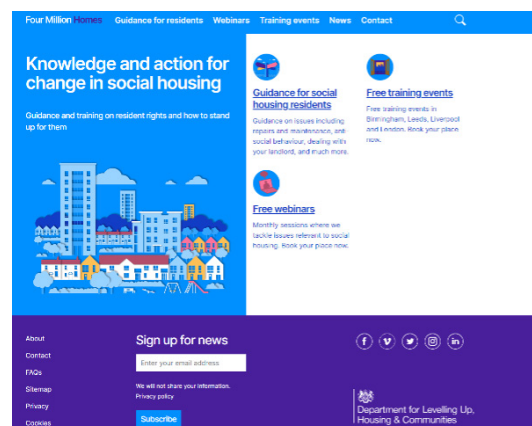 Four Million Homes
Guidance for residents
Webinars
Training events
News
Contact
Knowledge and action for
change in social housing
Guidance and training on resident rights and how to stand
up for them
Guidance for social
housing residents
Guidance on issues including
repairs and maintenance, anti-
social behaviour, dealing with
your landlord, and much more.
Free training events
Free training events in
Birmingham, Leeds, Liverpool
and London. Book your place
now.
Free webinars
Monthly sessions where we
tackle issues relevant to social
housing. Book your place now.
About
Contact
FAQs
Sitemap
Privacy
Cookies
Sign up for news
Enter your email address
We will not share your information.
Privacy policy
Subscribe
Department for Levelling Up,
Housing & Communities